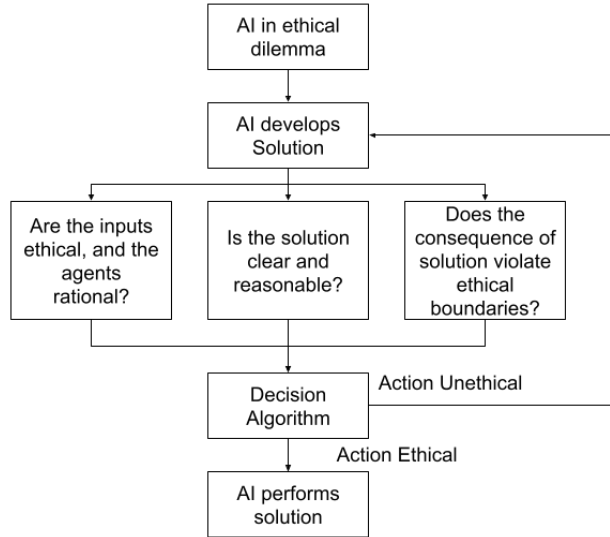 AI in ethical
dilemma
AI develops
Solution
Are the inputs
ethical, and the
agents
rational?
Is the solution
clear and
reasonable?
Does the
consequence of
solution violate
ethical
boundaries?
Decision
Algorithm
Action Unethical
Action Ethical
AI performs
solution